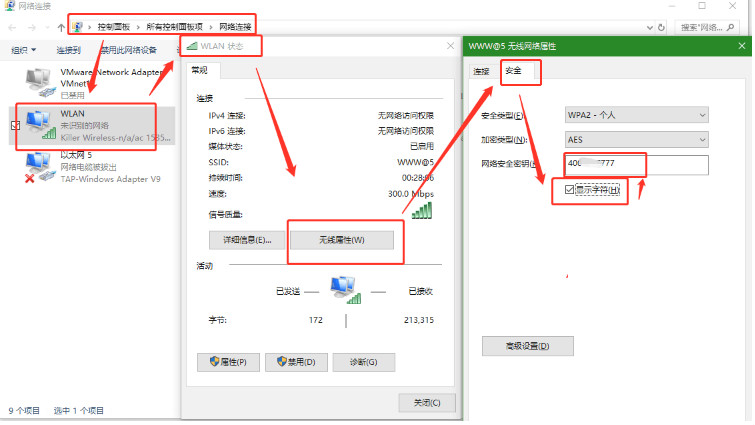 网络连接
控制面板 > 所有控制面板项 > 网络连接
搜索"网络...
组织
连接到
禁用此网络设备
VMware Network Adapter
VMnet
已禁用
WLAN
未识别的网络
Killer Wireless-n/a/ac 1535...
以太网 5
网络电缆被拔出
TAP-Windows Adapter V9
9 个项目
选中 1 个项目
WLAN 状态
常规
连接
IPv4 连接:
无网络访问权限
IPv6 连接:
无网络访问权限
媒体状态:
已启用
SSID:
WWW@5
持续时间:
00:28:06
速度:
300.0 Mbps
信号质量:
详细信息(E)...
无线属性(W)
活动
已发送
已接收
字节:
172
213,315
属性(P)
禁用(D)
诊断(G)
关闭(C)
WWW@5 无线网络属性
连接
安全
安全类型(E):
WPA2 - 个人
加密类型(N):
AES
网络安全密钥(
显示字符(H)
高级设置(D)